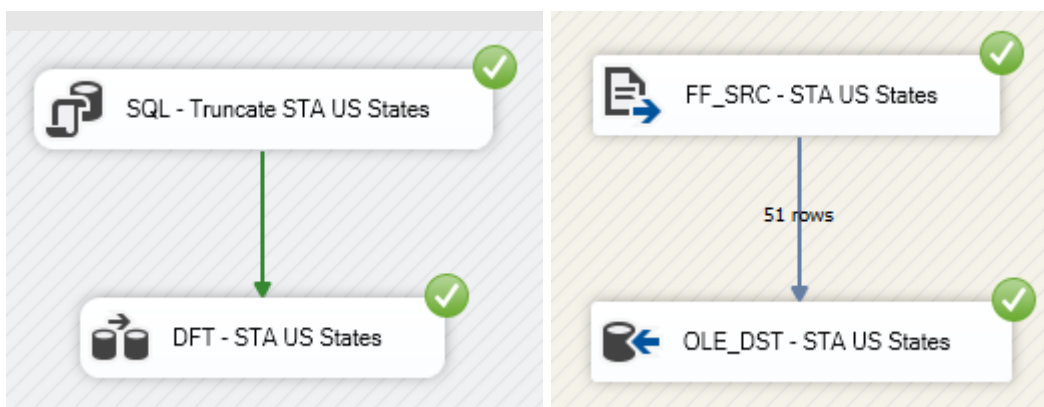 SQL - Truncate STA US States
DFT - STA US States
FF_SRC - STA US States
51 rows
OLE_DST - STA US States